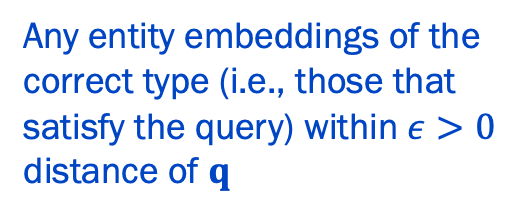 Any entity embeddings of the
correct type (i.e., those that
satisfy the query) within ϵ > 0
distance of q